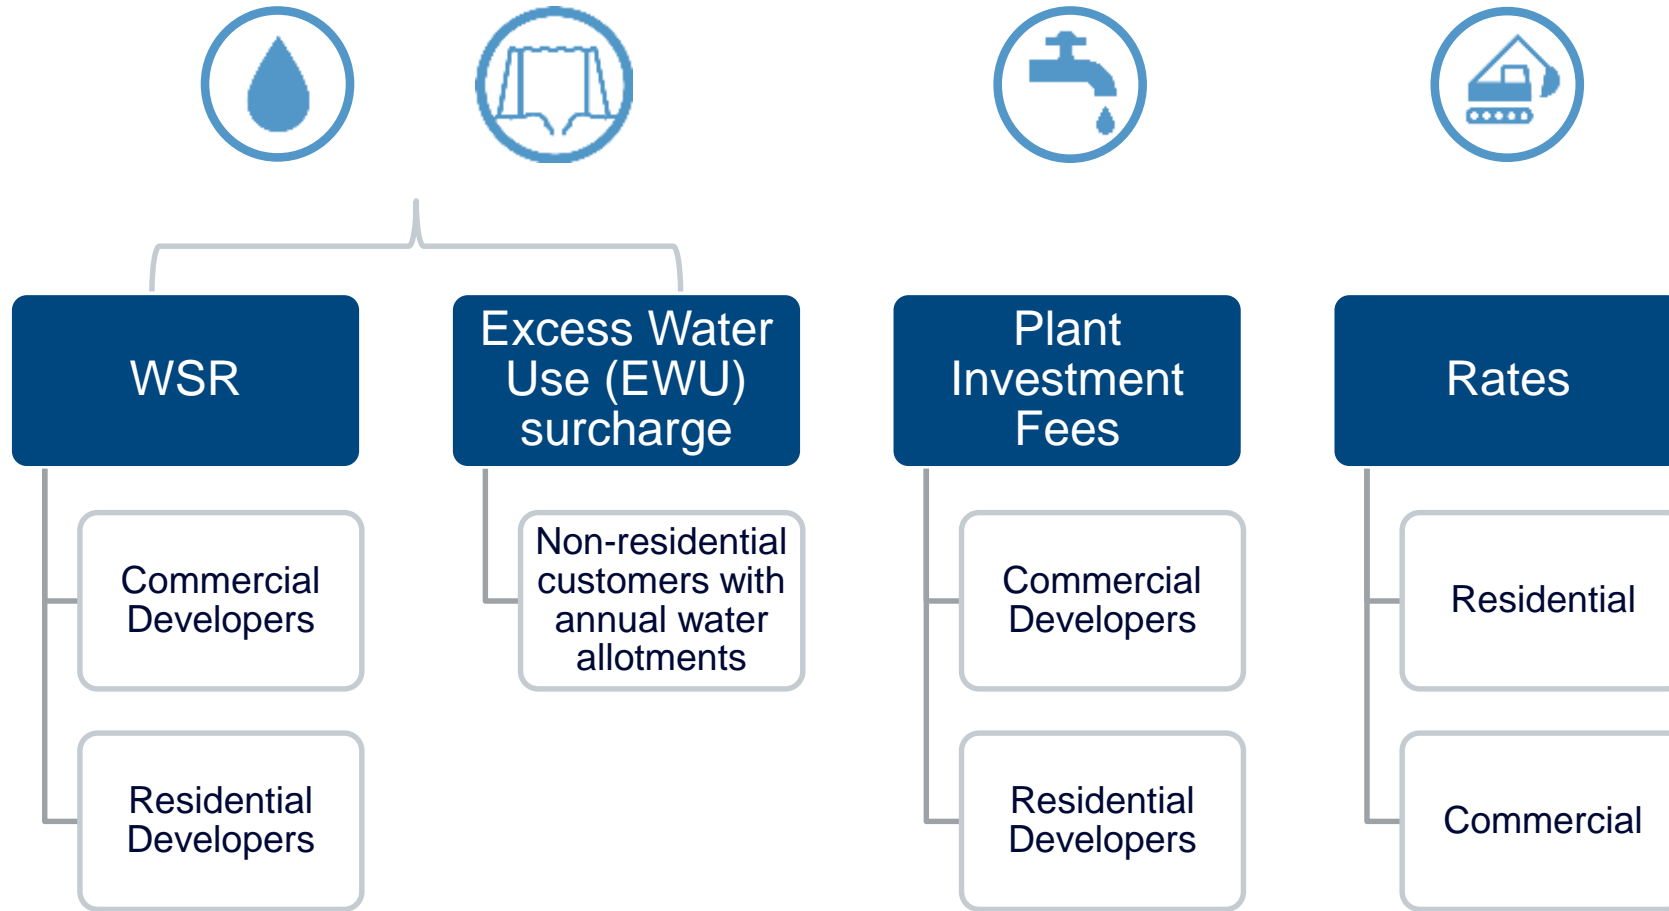 WSR
Excess Water
Use (EWU)
surcharge
Plant
Investment
Fees
Rates
Commercial
Developers
Non-residential
customers with
annual water
allotments
Commercial
Developers
Residential
Residential
Developers
Residential
Developers
Commercial